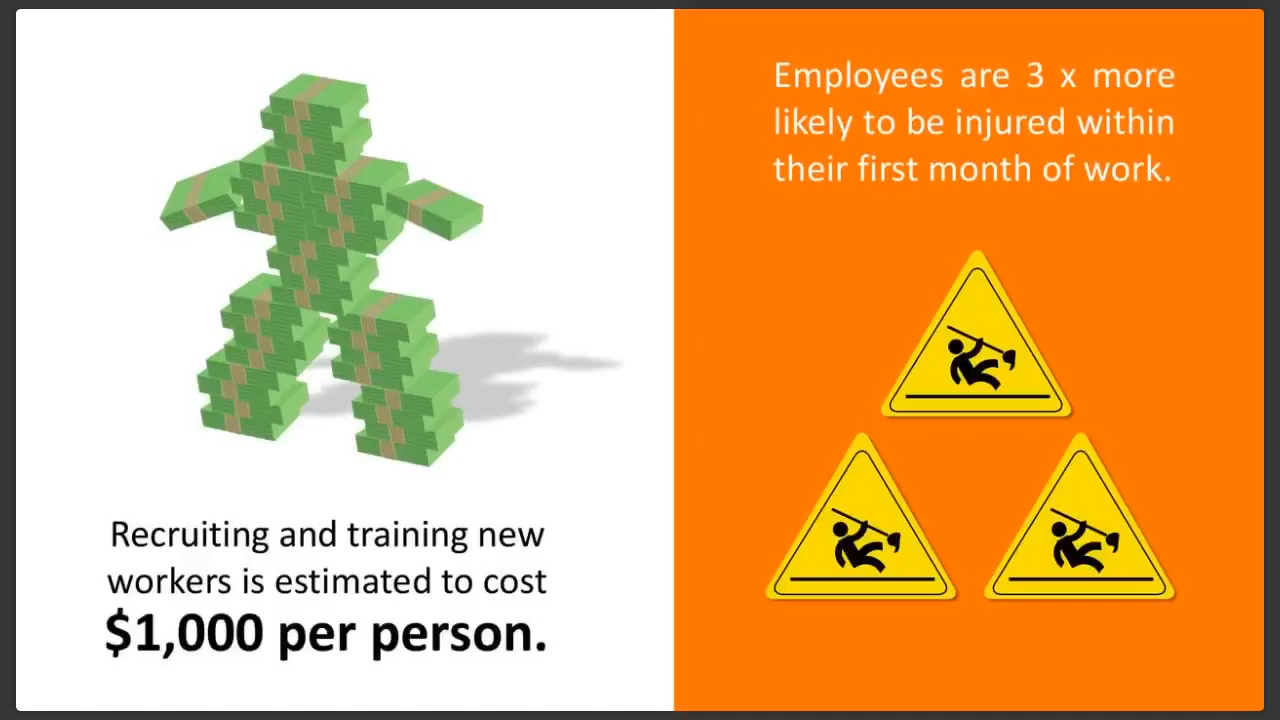 Recruiting and training new
workers is estimated to cost
$1,000 per person.
Employees are 3 x more
likely to be injured within
their first month of work.